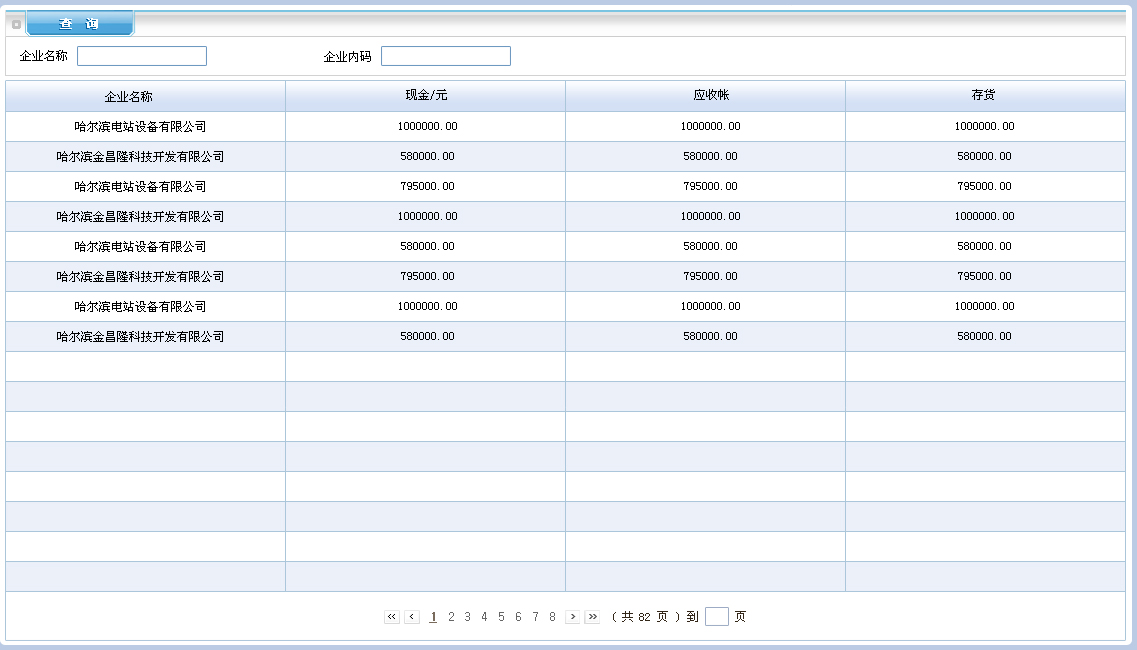 查 询
企业名称 企业内码
企业名称 现金/元 应收帐 存货
哈尔滨电站设备有限公司 1000000.00 1000000.00 1000000.00
哈尔滨金昌隆科技开发有限公司 580000.00 580000.00 580000.00
哈尔滨电站设备有限公司 795000.00 795000.00 795000.00
哈尔滨金昌隆科技开发有限公司 1000000.00 1000000.00 1000000.00
哈尔滨电站设备有限公司 580000.00 580000.00 580000.00
哈尔滨金昌隆科技开发有限公司 795000.00 795000.00 795000.00
哈尔滨电站设备有限公司 1000000.00 1000000.00 1000000.00
哈尔滨金昌隆科技开发有限公司 580000.00 580000.00 580000.00
« ‹ 1 2 3 4 5 6 7 8 › » ( 共 82 页 ) 到 页